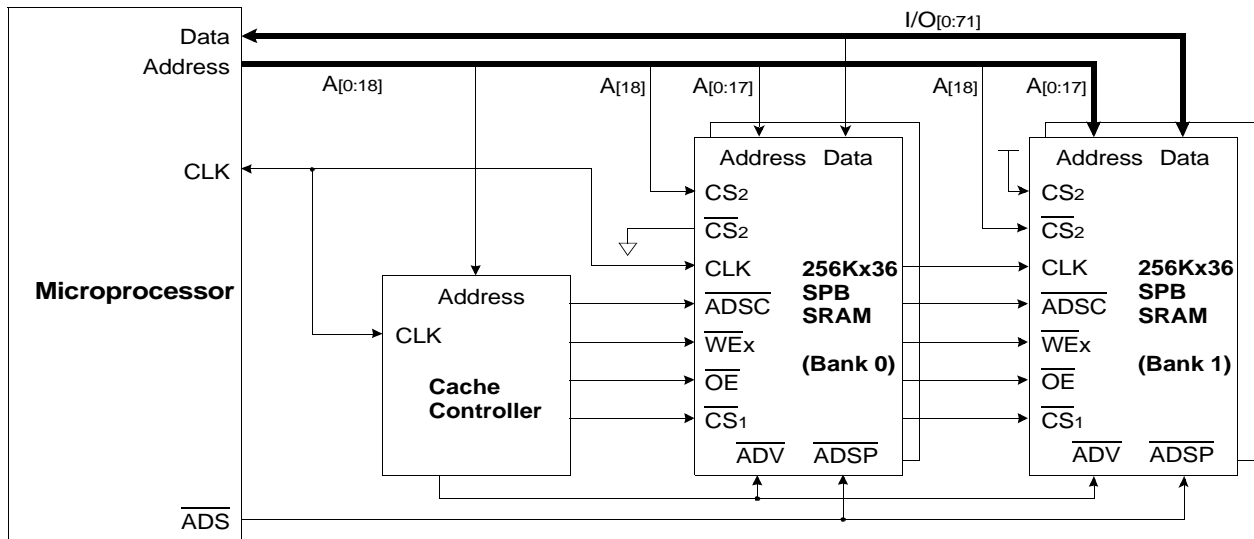 I/O[0:71]
Data
Address
A[0:18]
A[18]
A[0:17]
A[18]
A[0:17]
CLK
Microprocessor
ADS
Address
CLK
Cache
Controller
Address Data
CS2
CS2
CLK
ADSC
WEx
OE
CS1
ADV ADSP
256Kx36
SPB
SRAM
(Bank 0)
Address Data
CS2
CS2
CLK
ADSC
WEx
OE
CS1
ADV ADSP
256Kx36
SPB
SRAM
(Bank 1)